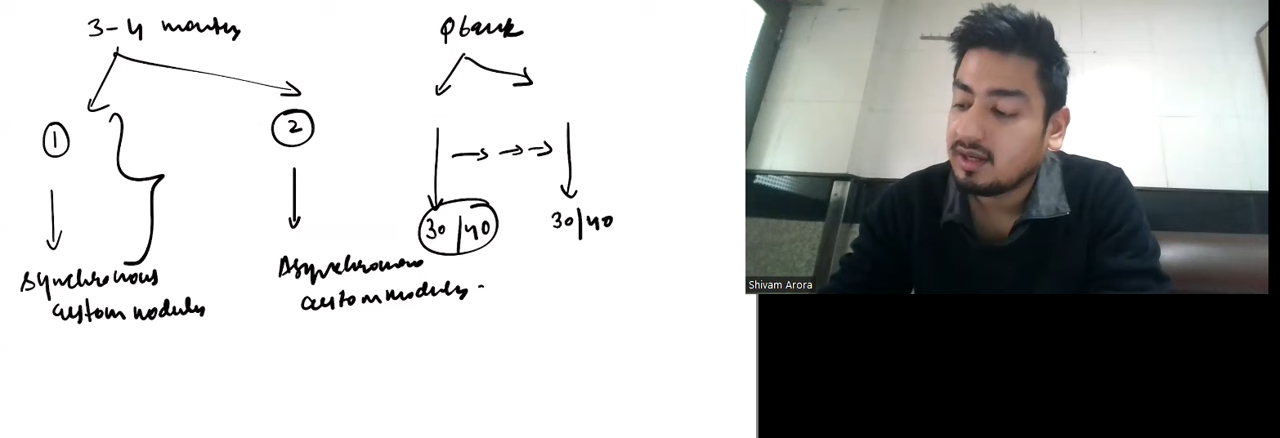 3-4 months
Qbank
1
2
30/40
30/40
Synchronous
custom modules
Asynchronous
custom modules.
Shivam Arora